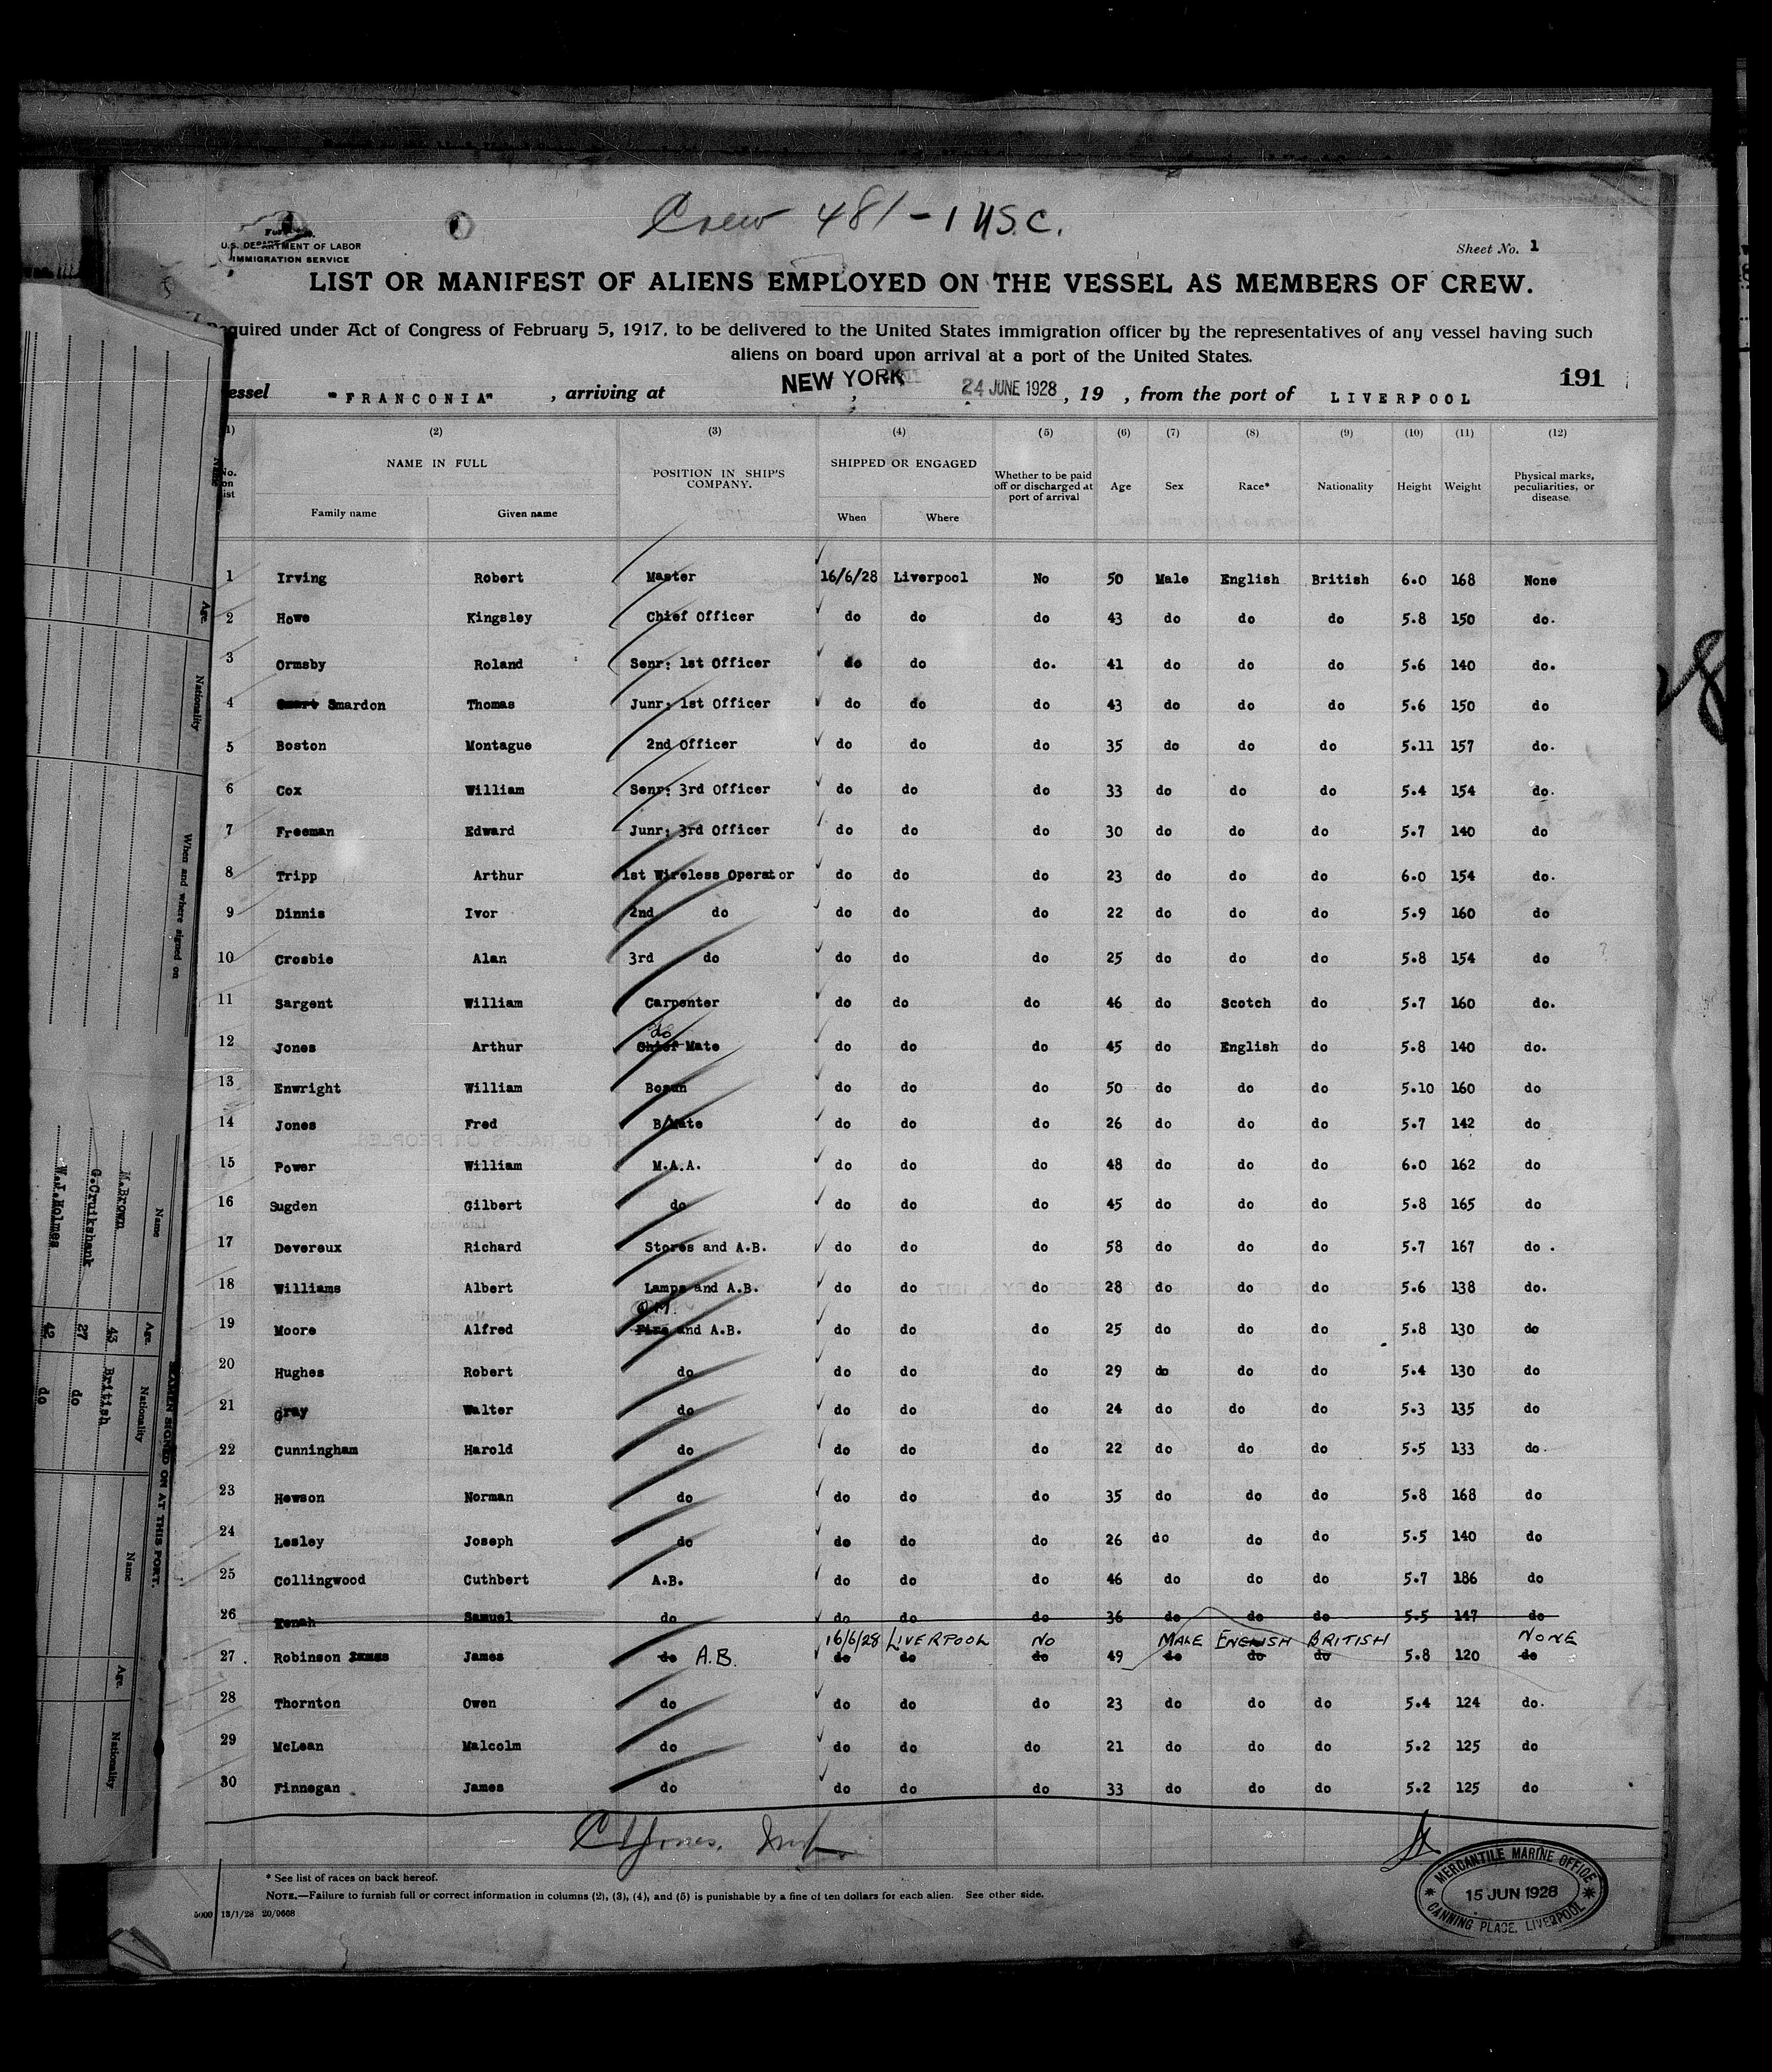 Crew 481 - 1 U.S.C.
U.S. DEPARTMENT OF LABOR
IMMIGRATION SERVICE
Sheet No. 1
LIST OR MANIFEST OF ALIENS EMPLOYED ON THE VESSEL AS MEMBERS OF CREW.
Required under Act of Congress of February 5, 1917, to be delivered to the United States immigration officer by the representatives of any vessel having such
aliens on board upon arrival at a port of the United States.
191
essel "FRANCONIA" , arriving at NEW YORK , 24 JUNE 1928 , 19 , from the port of LIVERPOOL
(1) (2) (3) (4) (5) (6) (7) (8) (9) (10) (11) (12)
No. on list NAME IN FULL Family name Given name POSITION IN SHIP'S COMPANY. SHIPPED OR ENGAGED When Where Whether to be paid off or discharged at port of arrival Age Sex Race* Nationality Height Weight Physical marks, peculiarities, or disease
1 Irving Robert Master 16/6/28 Liverpool No 50 Male English British 6.0 168 None
2 Howe Kingsley Chief Officer do do do 43 do do do 5.8 150 do.
3 Ormsby Roland Senr: 1st Officer do do do. 41 do do do 5.6 140 do.
4 Smardon Thomas Junr: 1st Officer do do do 43 do do do 5.6 150 do
5 Boston Montague 2nd Officer do do do 35 do do do 5.11 157 do.
6 Cox William Senr: 3rd Officer do do do 33 do do do 5.4 154 do.
7 Freeman Edward Junr: 3rd Officer do do do 30 do do do 5.7 140 do
8 Tripp Arthur 1st Wireless Operator do do do 23 do do do 6.0 154 do.
9 Dinnis Ivor 2nd do do do do 22 do do do 5.9 160 do
10 Crosbie Alan 3rd do do do do 25 do do do 5.8 154 do
11 Sargent William Carpenter do do do 46 do Scotch do 5.7 160 do.
12 Jones Arthur Chief Mate do do do 45 do English do 5.8 140 do.
13 Enwright William Bosun do do do 50 do do do 5.10 160 do
14 Jones Fred B/Mate do do do 26 do do do 5.7 142 do
15 Power William M.A.A. do do do 48 do do do 6.0 162 do
16 Sugden Gilbert do do do do 45 do do do 5.8 165 do
17 Devereux Richard Stores and A.B. do do do 58 do do do 5.7 167 do .
18 Williams Albert Lamps and A.B. do do do 28 do do do 5.6 138 do.
Q.M.
19 Moore Alfred Fire and A.B. do do do 25 do do do 5.8 130 do
20 Hughes Robert do do do do 29 do do do 5.4 130 do
21 Gray Walter do do do do 24 do do do 5.3 135 do
22 Cunningham Harold do do do do 22 do do do 5.5 133 do.
23 Hewson Norman do do do do 35 do do do 5.8 168 do
24 Lesley Joseph do do do do 26 do do do 5.5 140 do
25 Collingwood Cuthbert A.B. do do do 46 do do do 5.7 186 do
26 Samuel do do do do 36 do do do 5.5 147 do
16/6/28 LIVERPOOL NO MALE ENGLISH BRITISH NONE
27 Robinson James James do A.B. do do do 49 do do do 5.8 120 do
28 Thornton Owen do do do do 23 do do do 5.4 124 do.
29 McLean Malcolm do do do do 21 do do do 5.2 125 do
30 Finnegan James do do do do 33 do do do 5.2 125 do
* See list of races on back hereof.
NOTE.—Failure to furnish full or correct information in columns (2), (3), (4), and (5) is punishable by a fine of ten dollars for each alien. See other side.
5000 13/1/28 20/9668
MERCANTILE MARINE OFFICE
15 JUN 1928
CANNING PLACE, LIVERPOOL
Age.
Nationality
When and where signed on
SEAMEN SIGNED ON AT THIS PORT.
Name Age. Nationality Name Age. Nationality
M.Brown 43 British
G.Cruikshank 27 do
W.J.Holmes 42 do